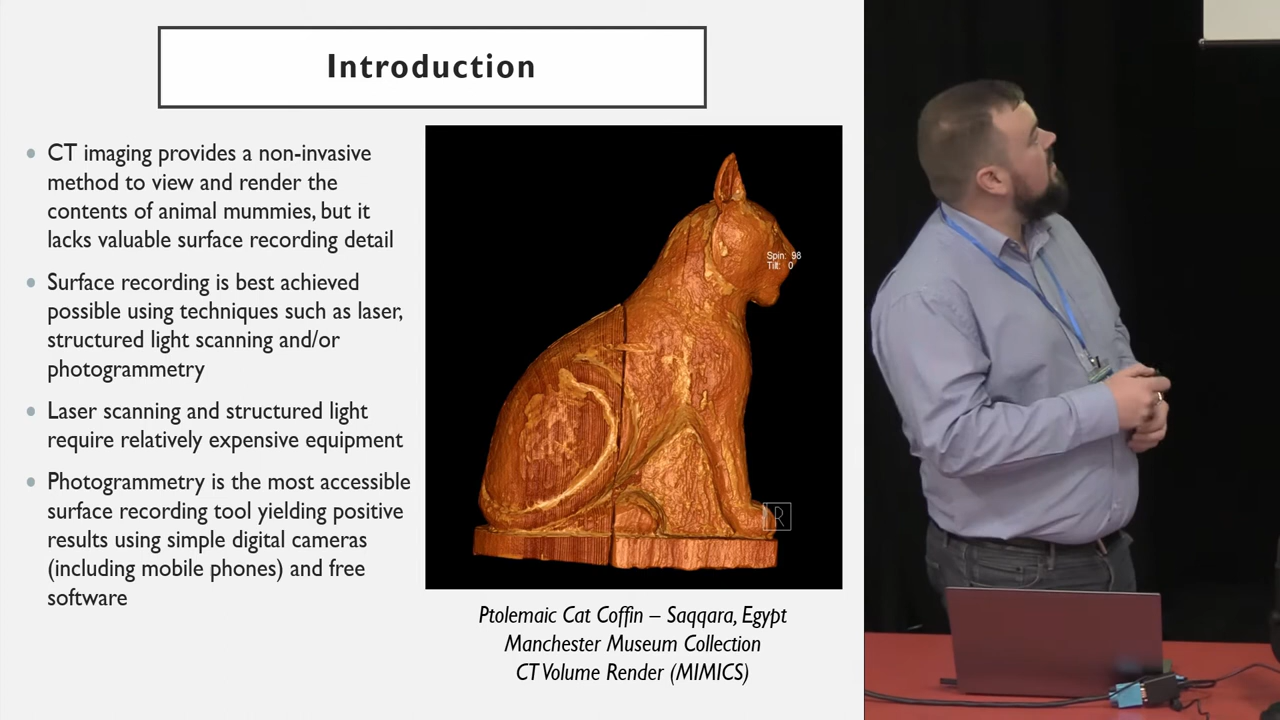 Introduction
CT imaging provides a non-invasive
method to view and render the
contents of animal mummies, but it
lacks valuable surface recording detail
Surface recording is best achieved
possible using techniques such as laser,
structured light scanning and/or
photogrammetry
Laser scanning and structured light
require relatively expensive equipment
Photogrammetry is the most accessible
surface recording tool yielding positive
results using simple digital cameras
(including mobile phones) and free
software
Spin: 98
Tilt: 0
R
Ptolemaic Cat Coffin – Saqqara, Egypt
Manchester Museum Collection
CT Volume Render (MIMICS)